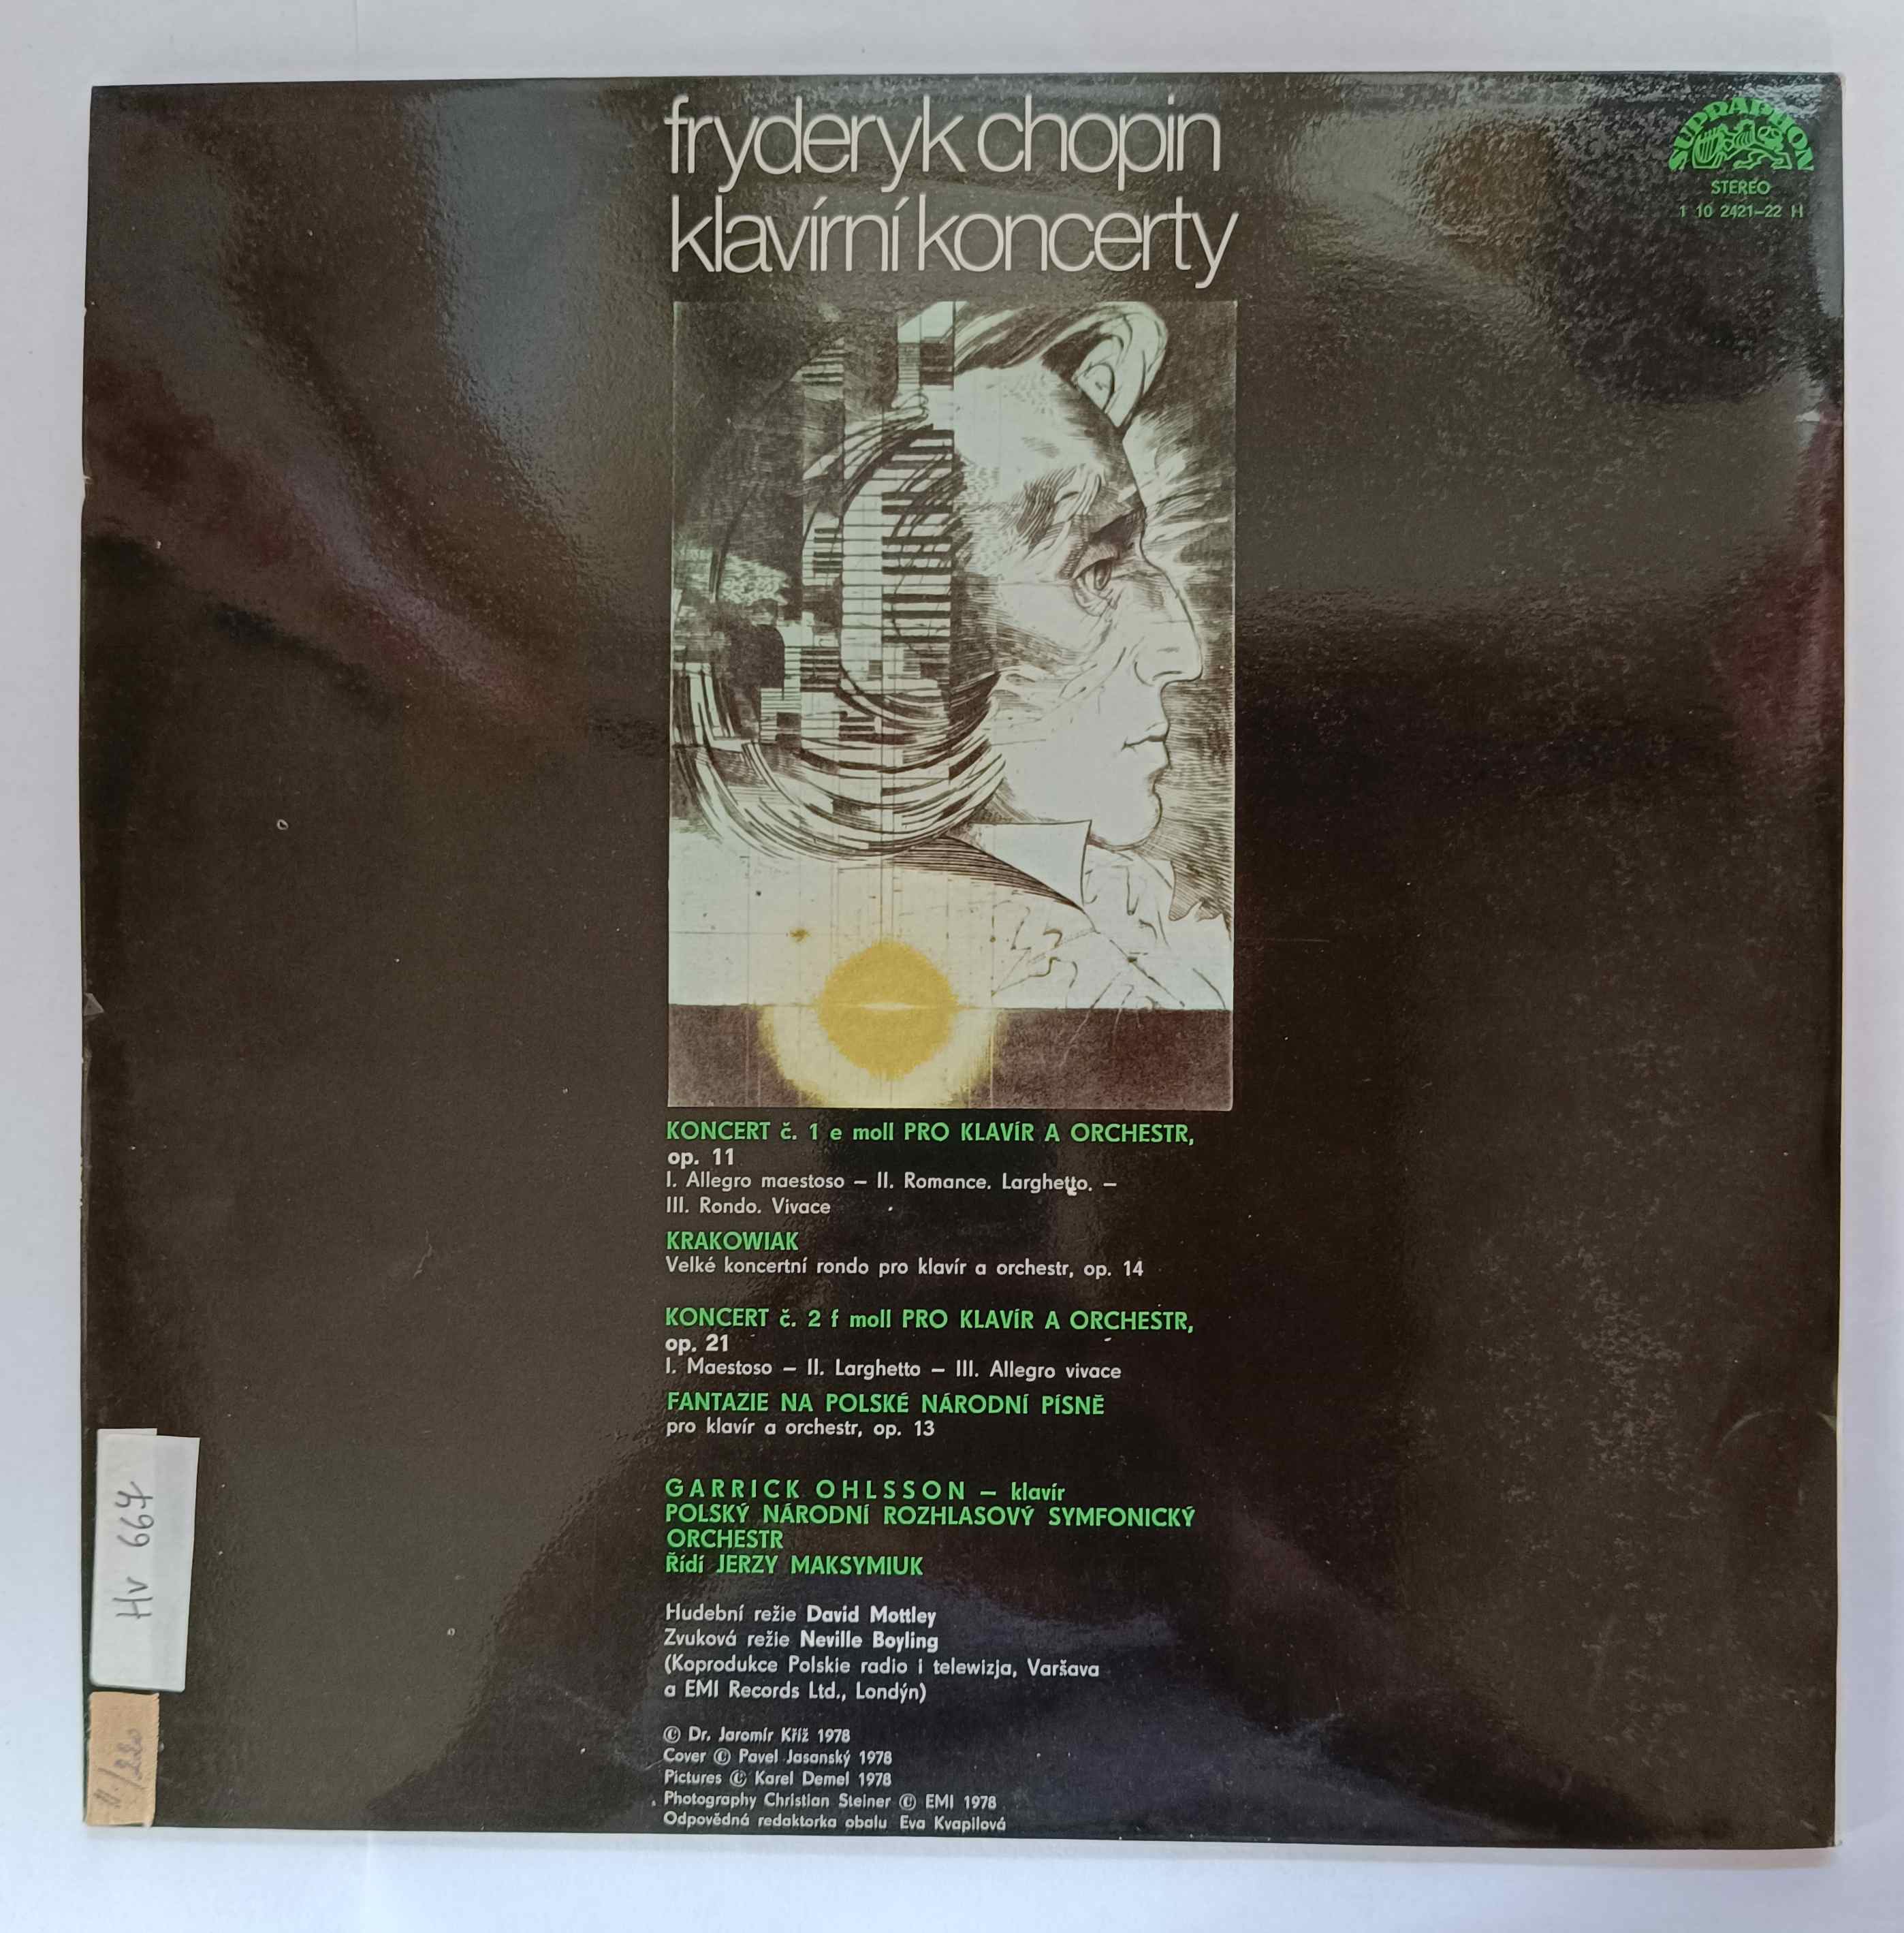 fryderyk chopin
klavírní koncerty
SUPRAPHON
STEREO
1 10 2421–22 H
KONCERT č. 1 e moll PRO KLAVÍR A ORCHESTR,
op. 11
I. Allegro maestoso – II. Romance. Larghetto. –
III. Rondo. Vivace
KRAKOWIAK
Velké koncertní rondo pro klavír a orchestr, op. 14
KONCERT č. 2 f moll PRO KLAVÍR A ORCHESTR,
op. 21
I. Maestoso – II. Larghetto – III. Allegro vivace
FANTAZIE NA POLSKÉ NÁRODNÍ PÍSNĚ
pro klavír a orchestr, op. 13
GARRICK OHLSSON – klavír
POLSKÝ NÁRODNÍ ROZHLASOVÝ SYMFONICKÝ
ORCHESTR
Řídí JERZY MAKSYMIUK
Hudební režie David Mottley
Zvuková režie Neville Boyling
(Koprodukce Polskie radio i telewizja, Varšava
a EMI Records Ltd., Londýn)
© Dr. Jaromír Kříž 1978
Cover © Pavel Jasanský 1978
Pictures © Karel Demel 1978
Photography Christian Steiner © EMI 1978
Odpovědná redaktorka obalu Eva Kvapilová
Hv 667